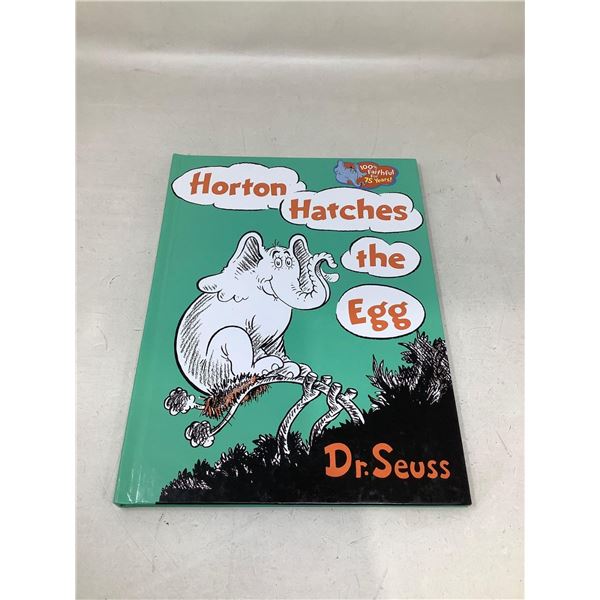 100%
Faithful
for
75 Years!
Horton
Hatches
the
Egg
Dr. Seuss